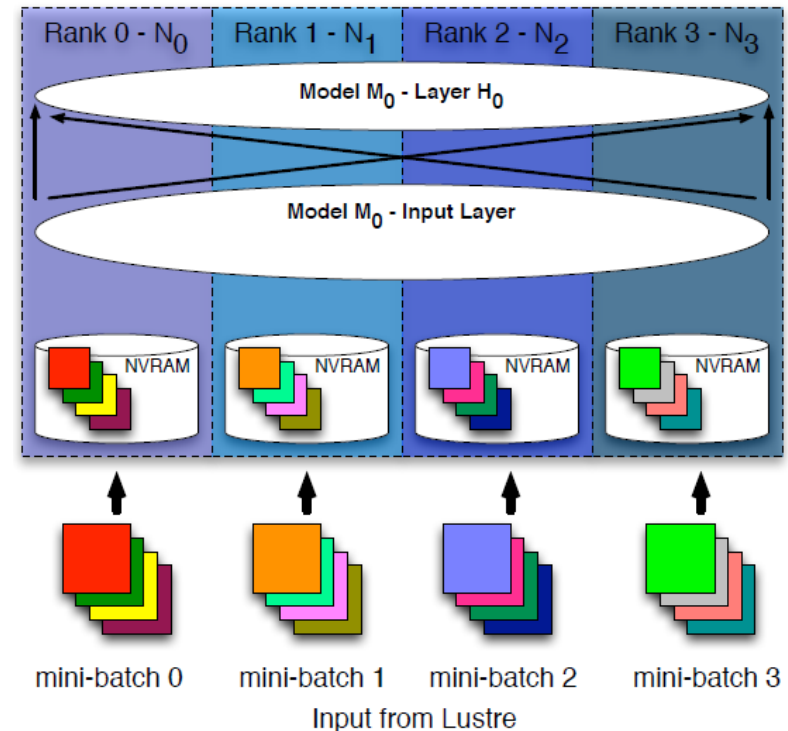 Rank 0 - N0 Rank 1 - N1 Rank 2 - N2 Rank 3 - N3
Model M0 - Layer H0
Model M0 - Input Layer
NVRAM NVRAM NVRAM NVRAM
mini-batch 0 mini-batch 1 mini-batch 2 mini-batch 3
Input from Lustre